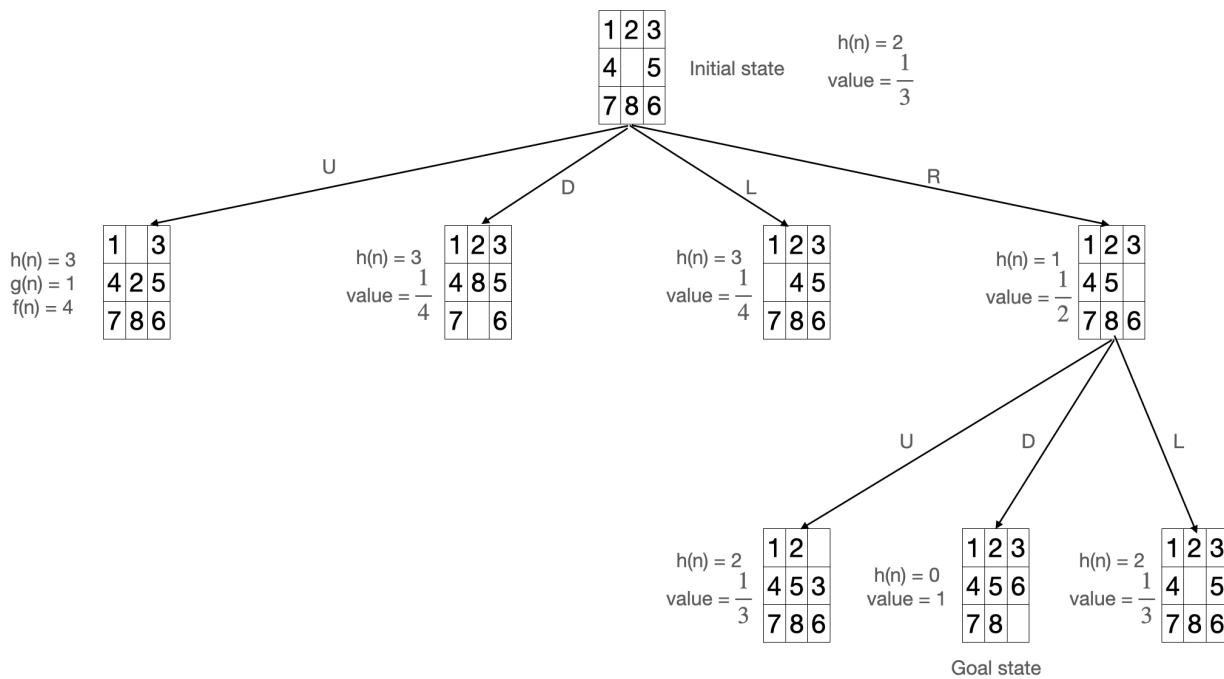 1 2 3
4 5
7 8 6
Initial state
h(n) = 2
value = 1/3
U
D
L
R
h(n) = 3
g(n) = 1
f(n) = 4
1 3
4 2 5
7 8 6
h(n) = 3
value = 1/4
1 2 3
4 8 5
7 6
h(n) = 3
value = 1/4
1 2 3
4 5
7 8 6
h(n) = 1
value = 1/2
1 2 3
4 5
7 8 6
U
D
L
h(n) = 2
value = 1/3
1 2
4 5 3
7 8 6
h(n) = 0
value = 1
1 2 3
4 5 6
7 8
h(n) = 2
value = 1/3
1 2 3
4 5
7 8 6
Goal state